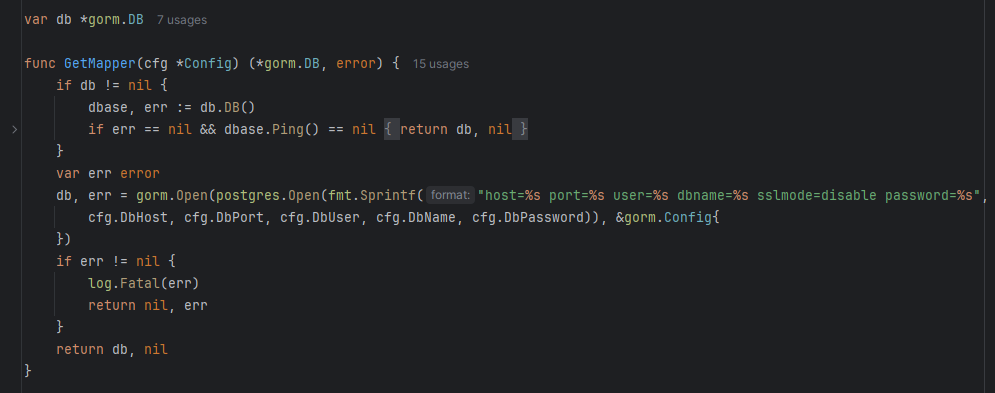 var db *gorm.DB 7 usages
func GetMapper(cfg *Config) (*gorm.DB, error) { 15 usages
if db != nil {
dbase, err := db.DB()
if err == nil && dbase.Ping() == nil { return db, nil }
}
var err error
db, err = gorm.Open(postgres.Open(fmt.Sprintf( format: "host=%s port=%s user=%s dbname=%s sslmode=disable password=%s",
cfg.DbHost, cfg.DbPort, cfg.DbUser, cfg.DbName, cfg.DbPassword)), &gorm.Config{
})
if err != nil {
log.Fatal(err)
return nil, err
}
return db, nil
}